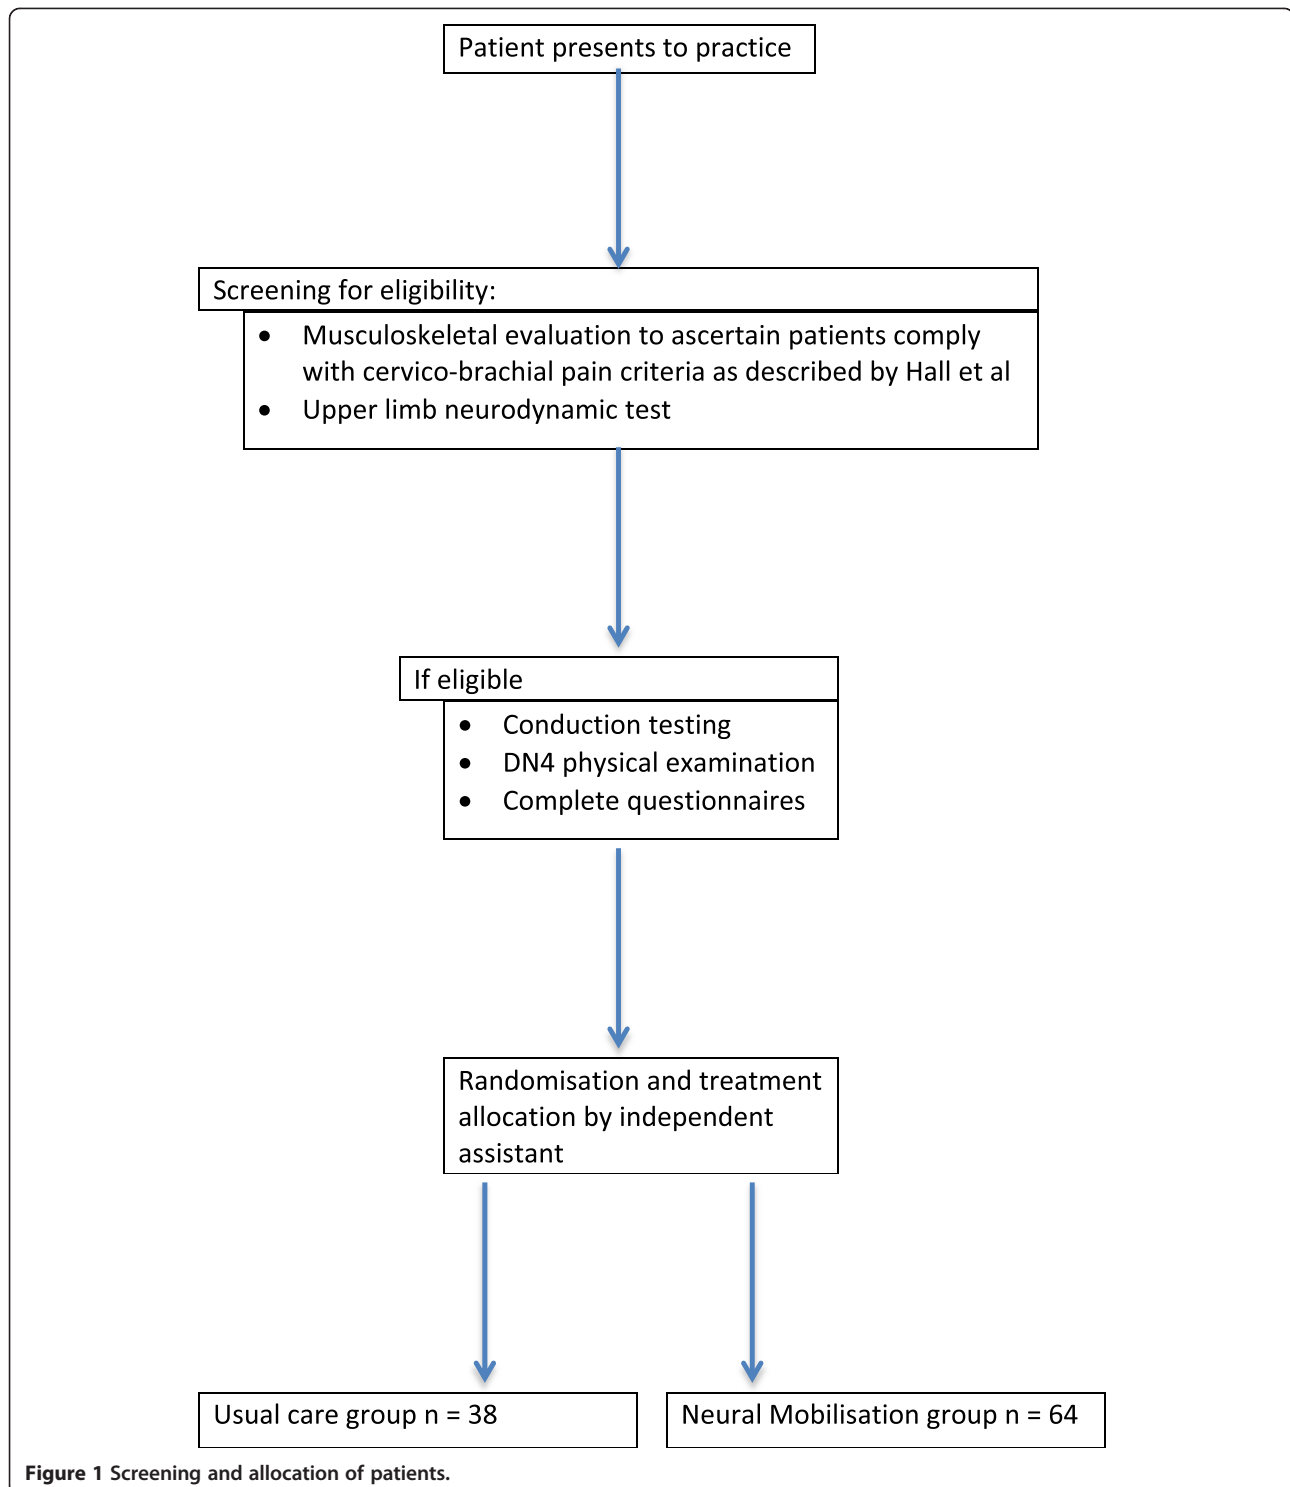 Patient presents to practice
Screening for eligibility:
• Musculoskeletal evaluation to ascertain patients comply
with cervico-brachial pain criteria as described by Hall et al
• Upper limb neurodynamic test
If eligible
• Conduction testing
• DN4 physical examination
• Complete questionnaires
Randomisation and treatment
allocation by independent
assistant
Usual care group n = 38
Neural Mobilisation group n = 64
Figure 1 Screening and allocation of patients.